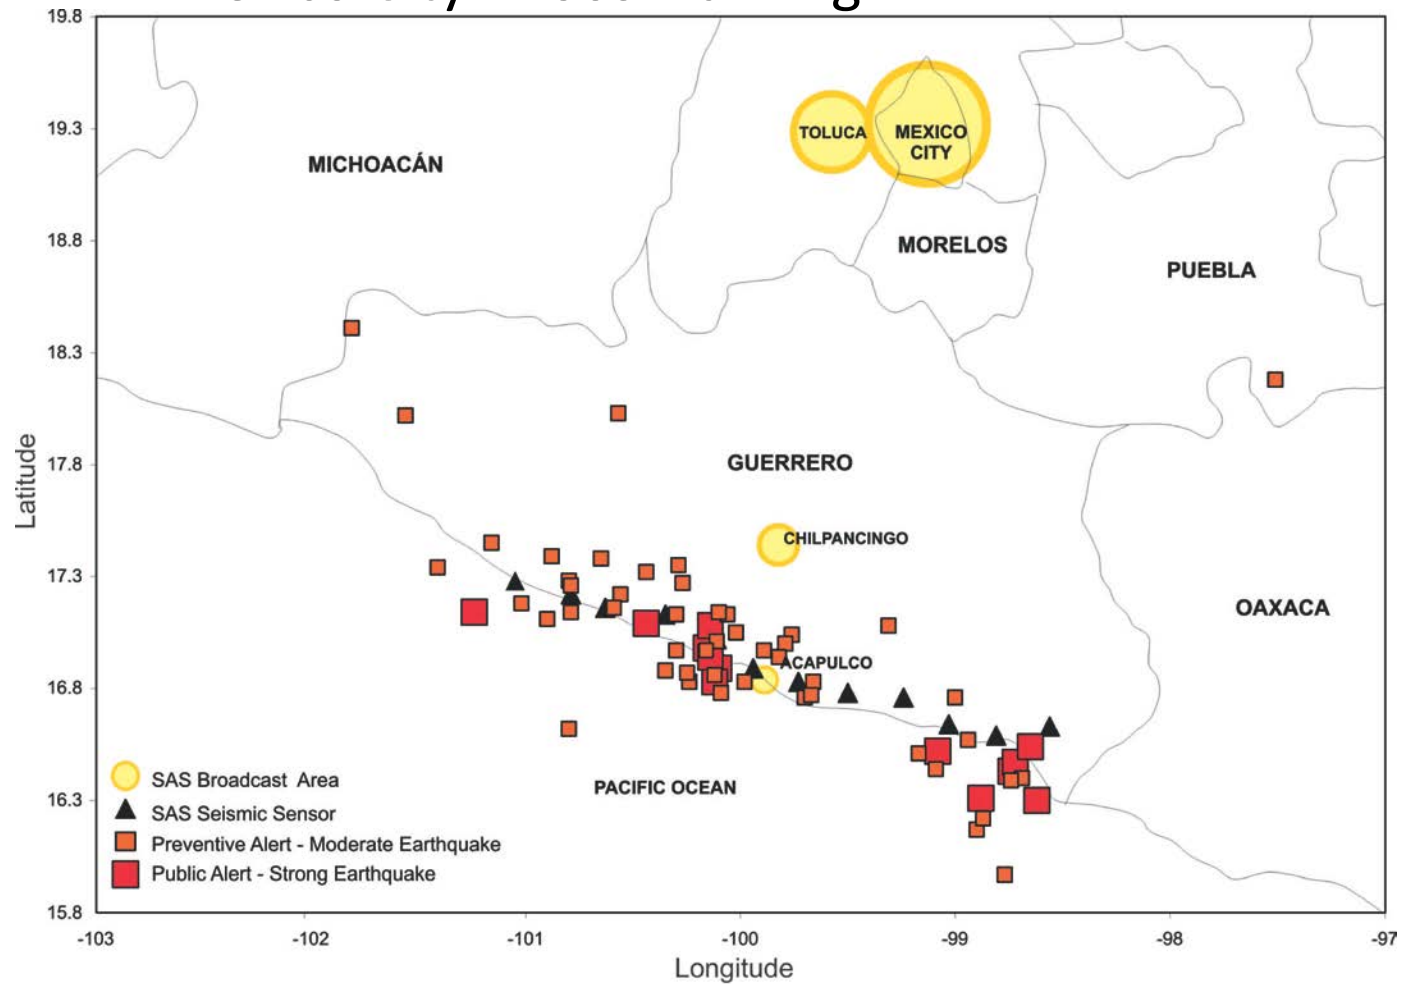 19.8
19.3
18.8
18.3
17.8
17.3
16.8
16.3
15.8
Latitude
TOLUCA
MEXICO
CITY
MICHOACÁN
MORELOS
PUEBLA
GUERRERO
CHILPANCINGO
OAXACA
ACAPULCO
PACIFIC OCEAN
SAS Broadcast Area
SAS Seismic Sensor
Preventive Alert - Moderate Earthquake
Public Alert - Strong Earthquake
-103
-102
-101
-100
-99
-98
-97
Longitude